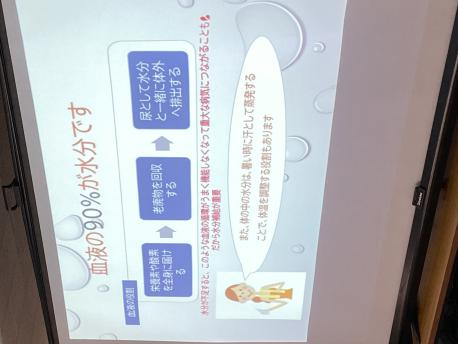 血液の90%が水分です
血液の役割
栄養素や酸素
を全身に届け
る
老廃物を回収
する
尿として水分
と一緒に体外
へ排出する
水分が不足すると、このような血液の循環がうまく機能しなくなって重大な病気につながることも
だから水分補給が重要
また、体の中の水分は、暑い時に汗として蒸発する
ことで、体温を調整する役割もあります